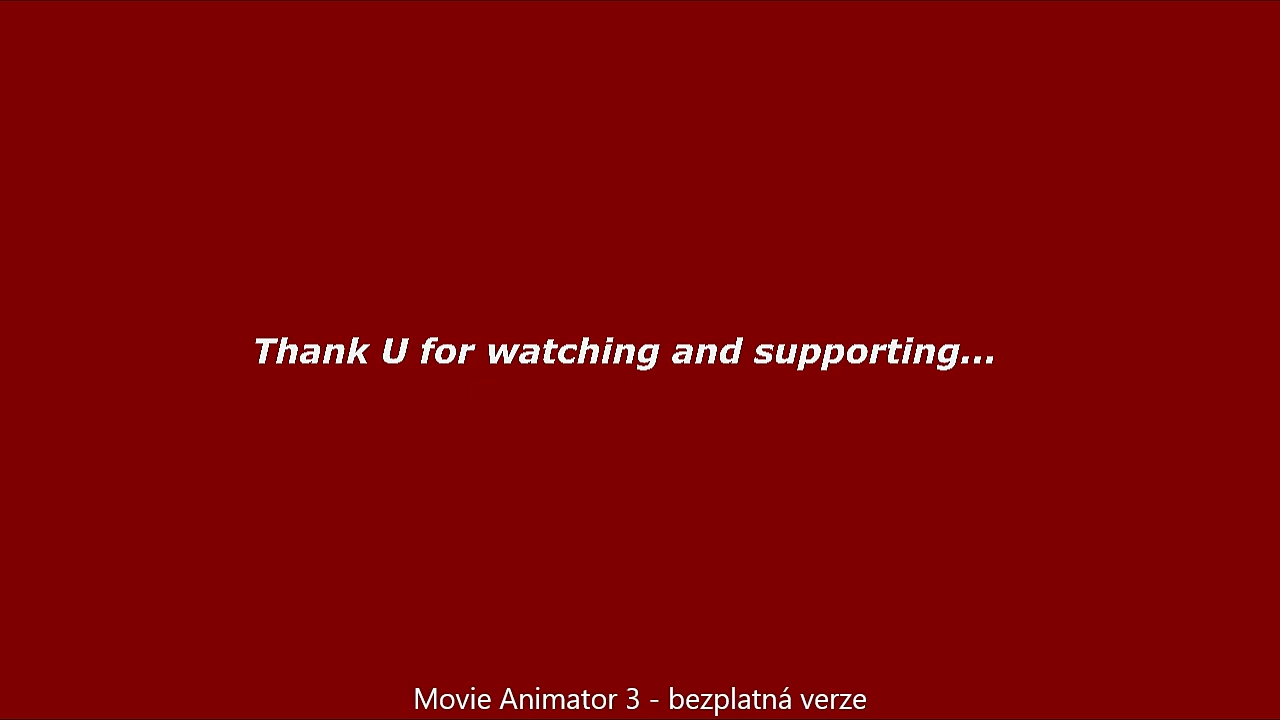 Thank U for watching and supporting...
Movie Animator 3 - bezplatná verze